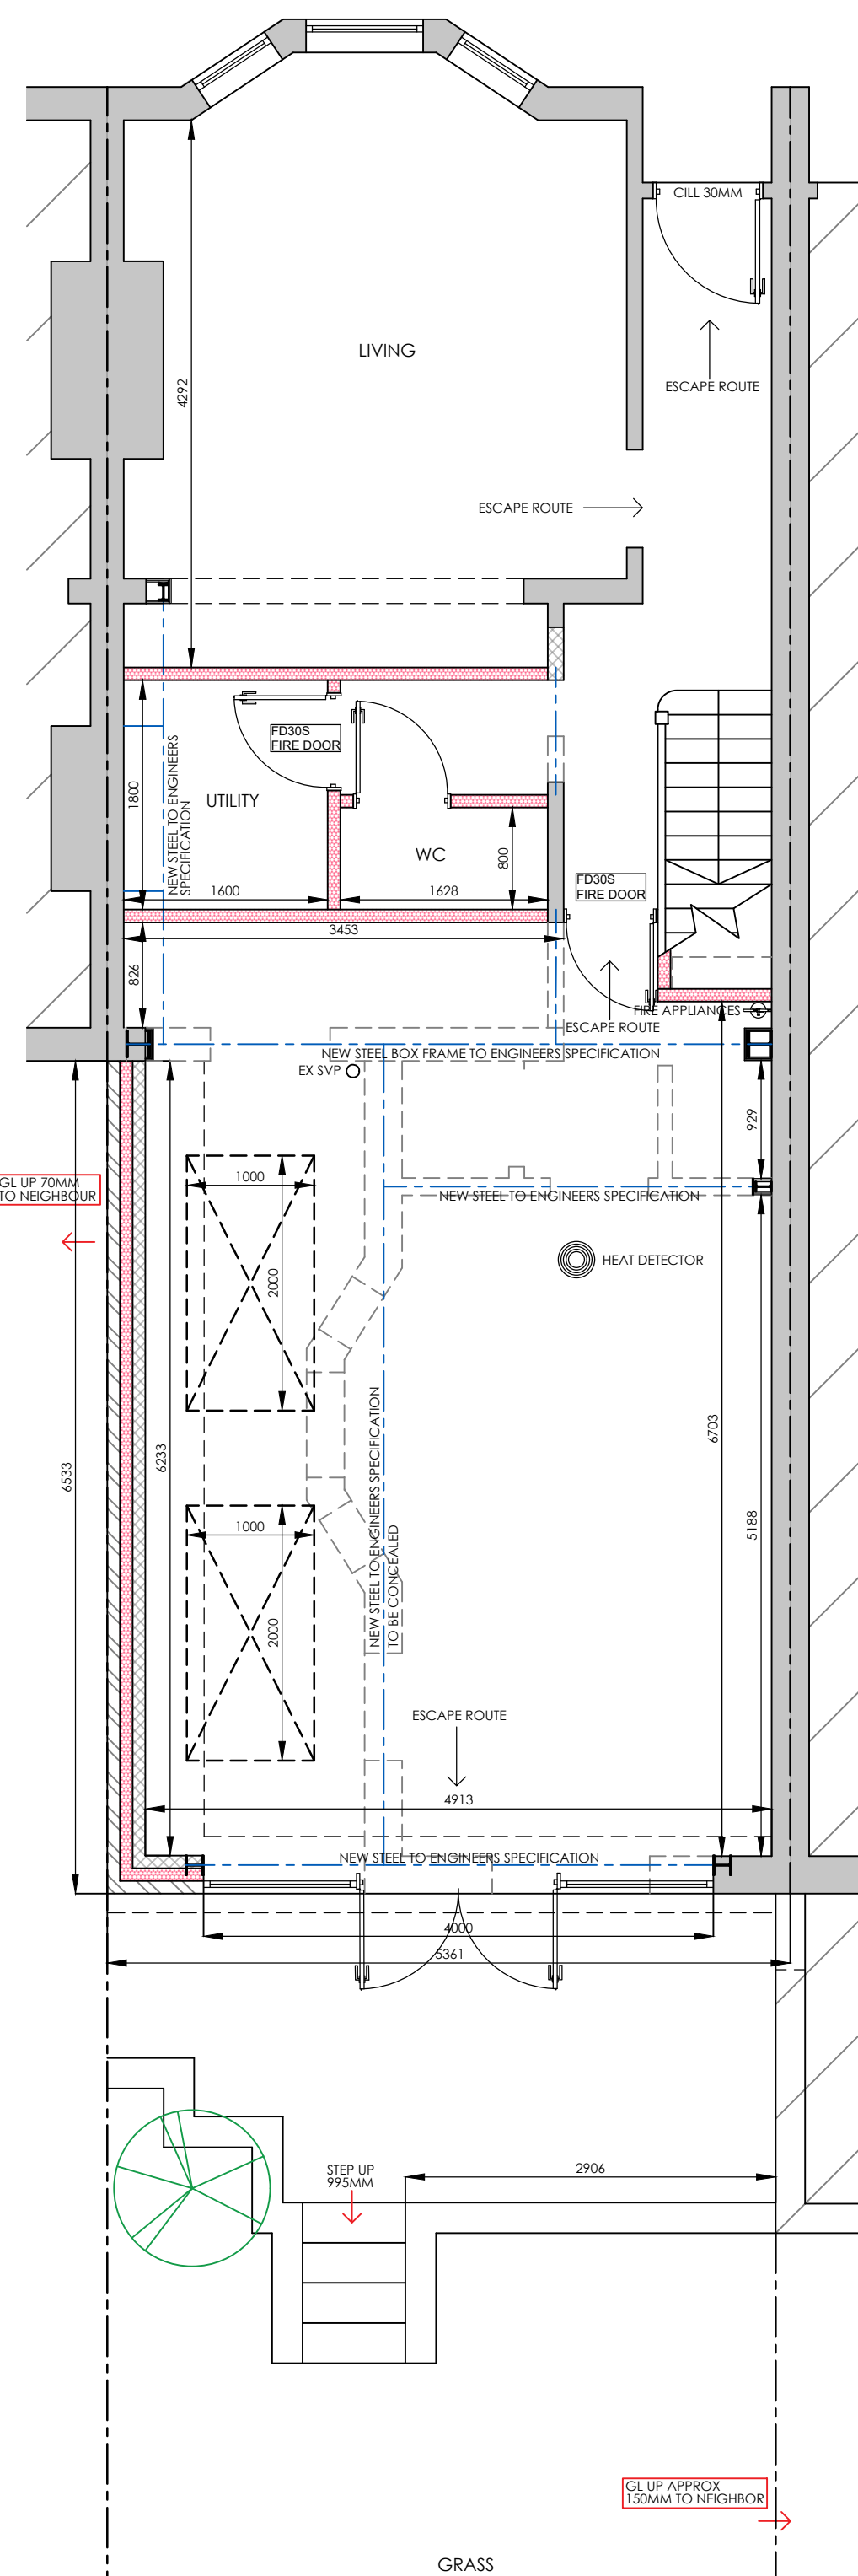 CILL 30MM
LIVING
ESCAPE ROUTE
4292
ESCAPE ROUTE
FD30S
FIRE DOOR
NEW STEEL TO ENGINEERS
SPECIFICATION
1800
UTILITY
WC
800
1600
1628
FD30S
FIRE DOOR
3453
826
FIRE APPLIANCES
ESCAPE ROUTE
NEW STEEL BOX FRAME TO ENGINEERS SPECIFICATION
EX SVP
929
GL UP 70MM
TO NEIGHBOUR
1000
NEW STEEL TO ENGINEERS SPECIFICATION
HEAT DETECTOR
2000
6703
6533
6233
NEW STEEL TO ENGINEERS SPECIFICATION
TO BE CONCEALED
5188
1000
2000
ESCAPE ROUTE
4913
NEW STEEL TO ENGINEERS SPECIFICATION
4000
5361
STEP UP
995MM
2906
GL UP APPROX
150MM TO NEIGHBOR
GRASS